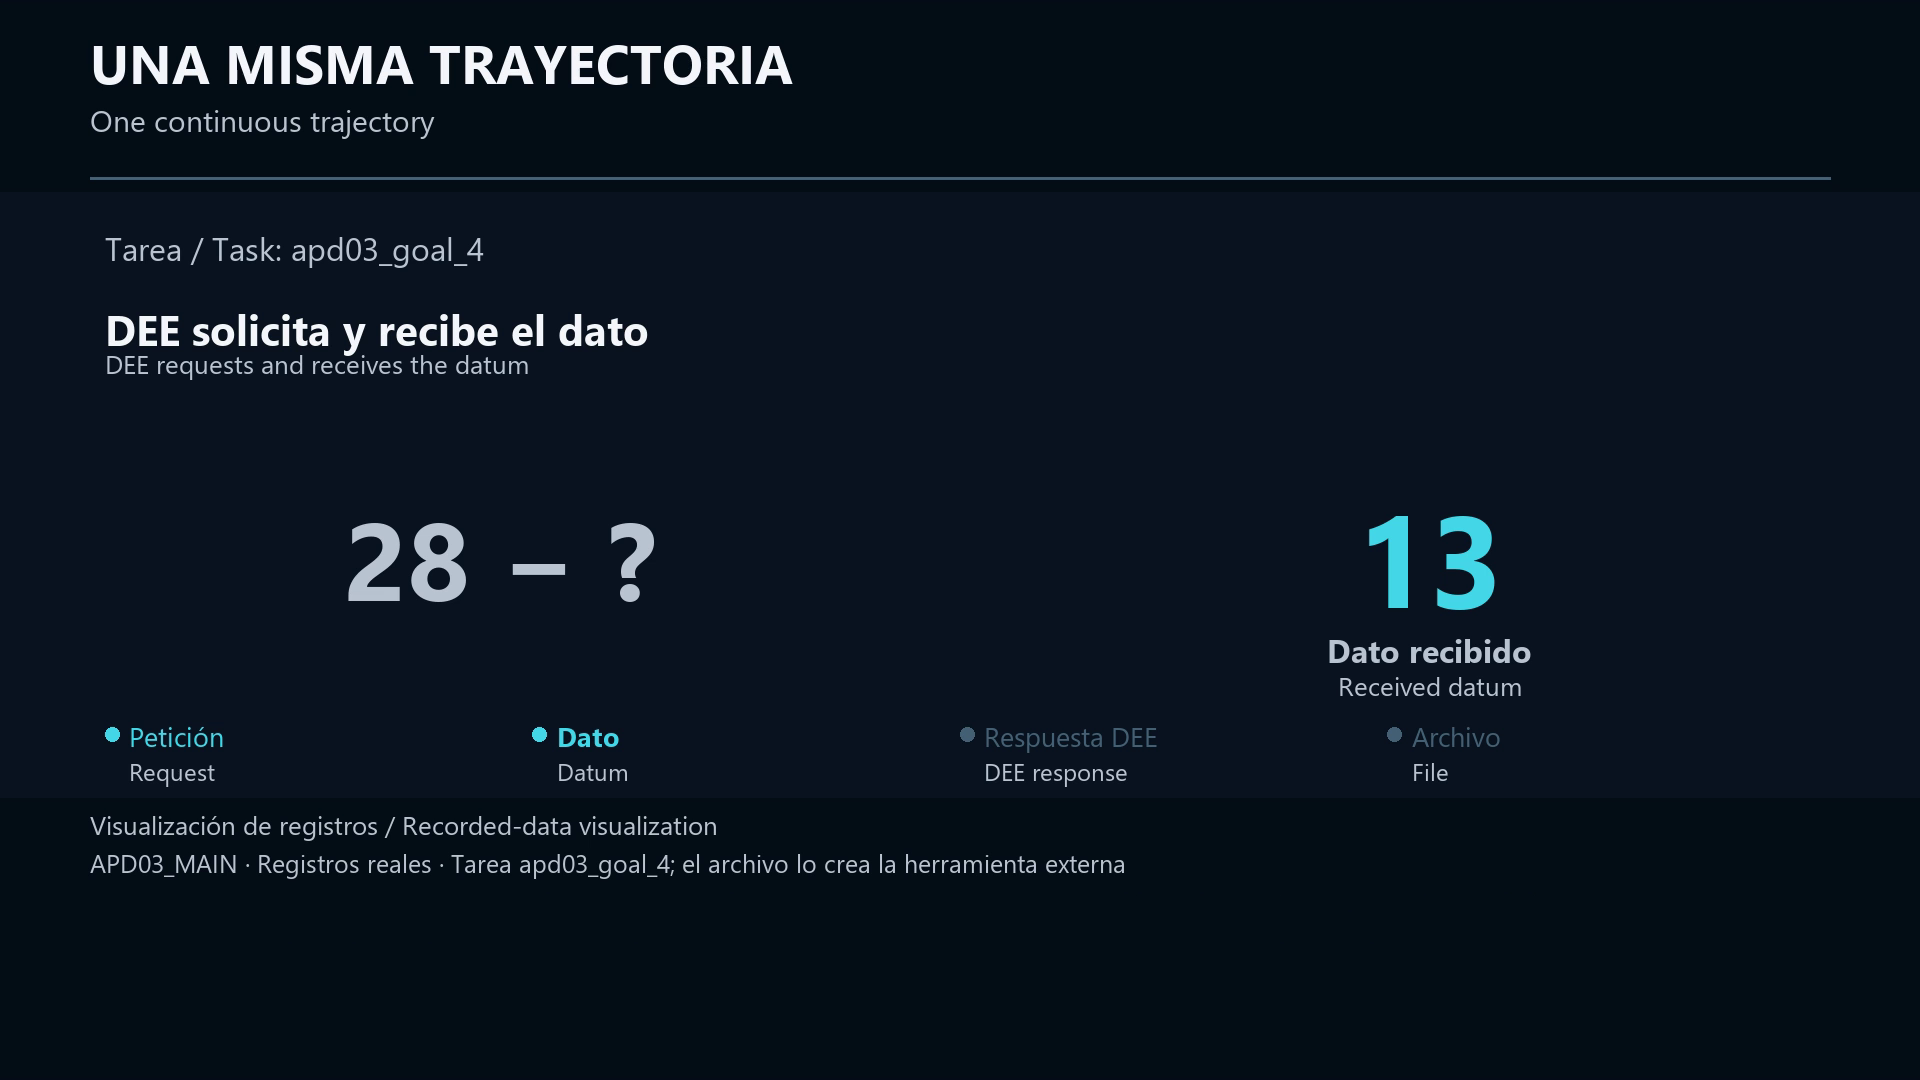 UNA MISMA TRAYECTORIA
One continuous trajectory
Tarea / Task: apd03_goal_4
DEE solicita y recibe el dato
DEE requests and receives the datum
28 – ?
13
Dato recibido
Received datum
Petición
Request
Dato
Datum
Respuesta DEE
DEE response
Archivo
File
Visualización de registros / Recorded-data visualization
APD03_MAIN · Registros reales · Tarea apd03_goal_4; el archivo lo crea la herramienta externa